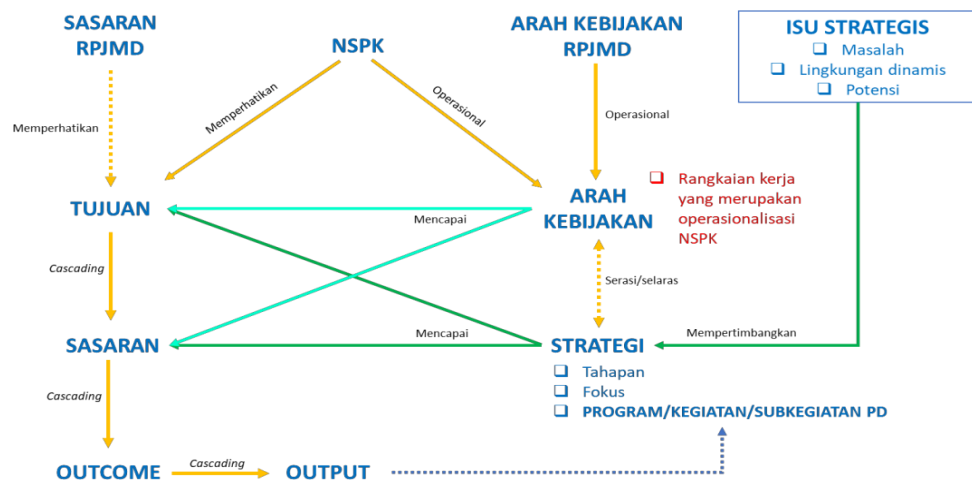 SASARAN
RPJMD
NSPK
ARAH KEBIJAKAN
RPJMD
ISU STRATEGIS
❑ Masalah
❑ Lingkungan dinamis
❑ Potensi
Memperhatikan
Memperhatikan
Operasional
Operasional
TUJUAN
Mencapai
ARAH
KEBIJAKAN
❑ Rangkaian kerja
yang merupakan
operasionalisasi
NSPK
Cascading
Serasi/selaras
SASARAN
Mencapai
STRATEGI
Mempertimbangkan
❑ Tahapan
❑ Fokus
❑ PROGRAM/KEGIATAN/SUBKEGIATAN PD
Cascading
OUTCOME
Cascading
OUTPUT